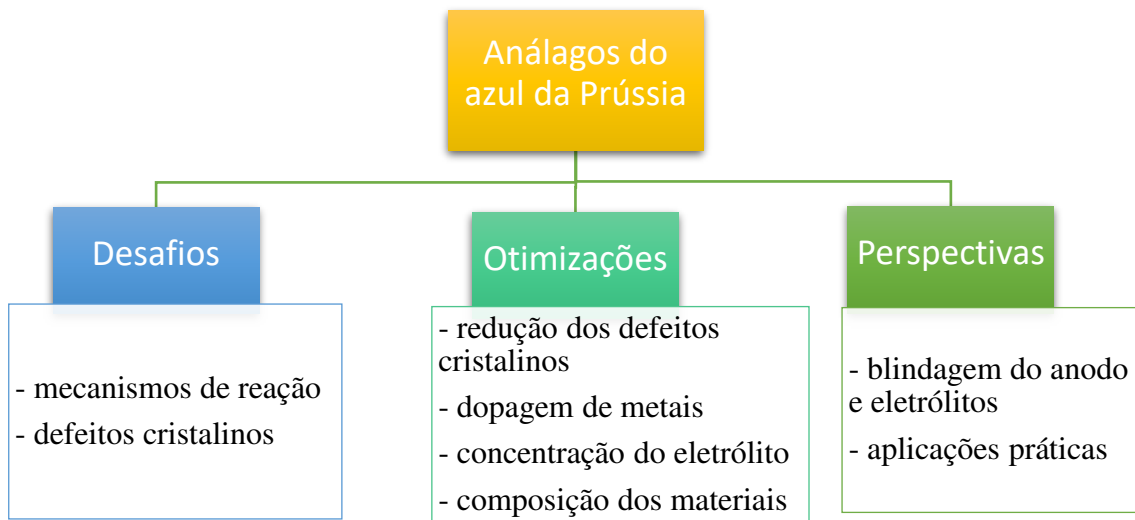 Análagos do
azul da Prússia
Desafios
- mecanismos de reação
- defeitos cristalinos
Otimizações
- redução dos defeitos
cristalinos
- dopagem de metais
- concentração do eletrólito
- composição dos materiais
Perspectivas
- blindagem do anodo
e eletrólitos
- aplicações práticas